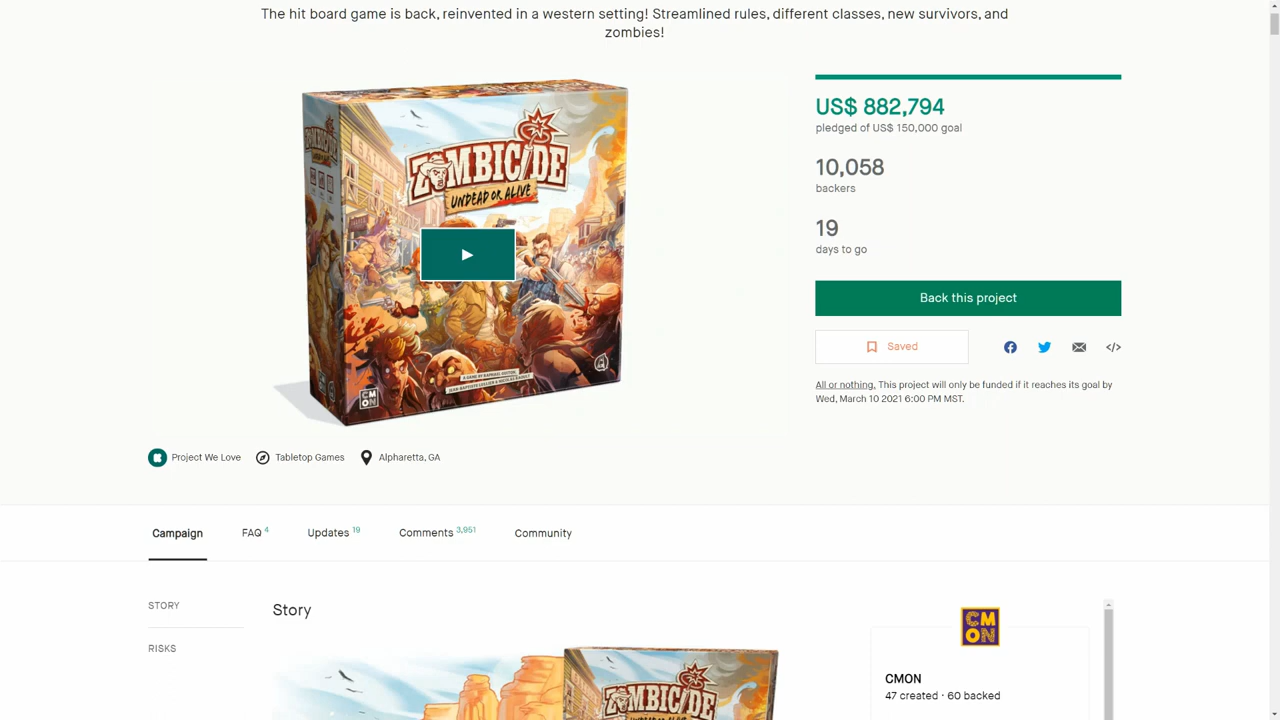 The hit board game is back, reinvented in a western setting! Streamlined rules, different classes, new survivors, and
zombies!
ZOMBICIDE
UNDEAD OR ALIVE
CMON
US$ 882,794
pledged of US$ 150,000 goal
10,058
backers
19
days to go
Back this project
Saved
</>
All or nothing. This project will only be funded if it reaches its goal by
Wed, March 10 2021 6:00 PM MST.
Project We Love
Tabletop Games
Alpharetta, GA
Campaign
FAQ 4
Updates 19
Comments 3,951
Community
STORY
RISKS
Story
ZOMBICIDE
CMON
CMON
47 created · 60 backed